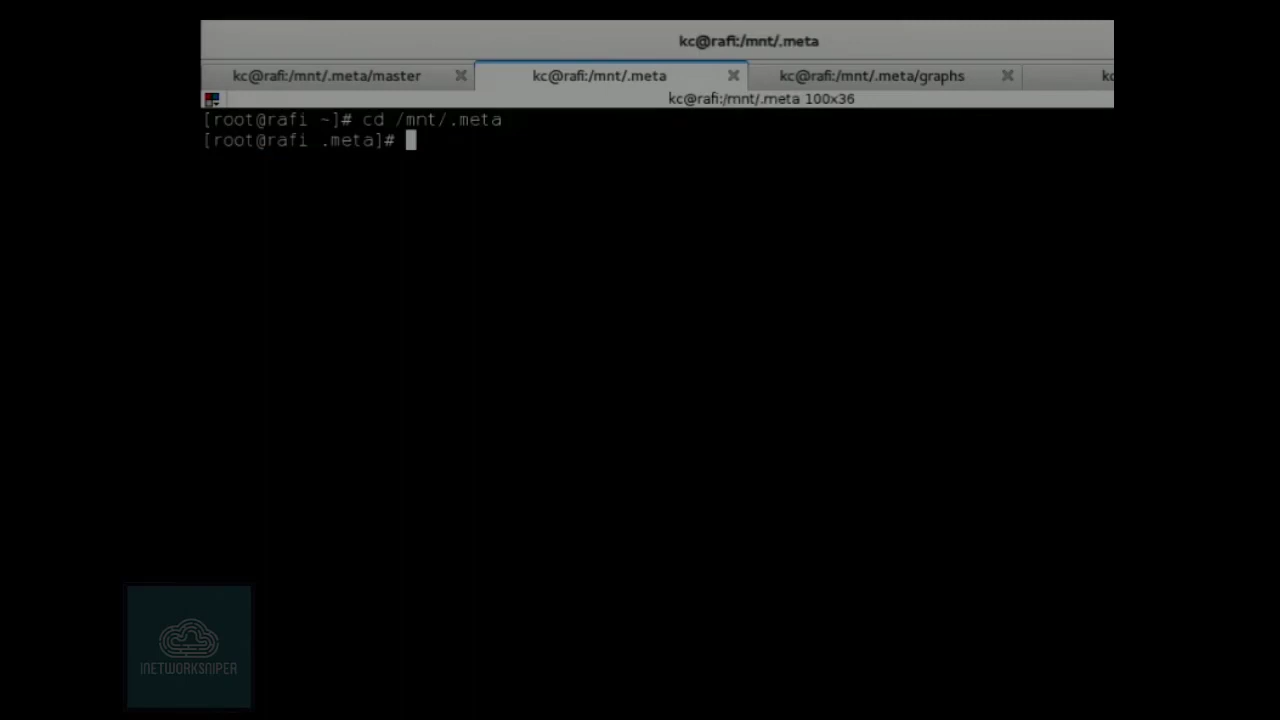 kc@rafi:/mnt/.meta
kc@rafi:/mnt/.meta/master
kc@rafi:/mnt/.meta
kc@rafi:/mnt/.meta/graphs
kc
kc@rafi:/mnt/.meta 100x36
[root@rafi ~]# cd /mnt/.meta
[root@rafi .meta]#
INETWORKSNIPER